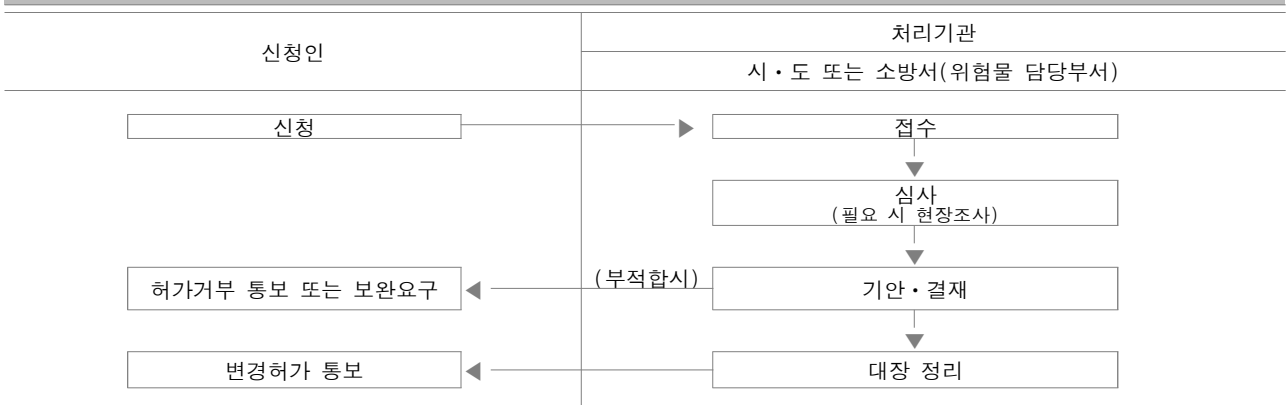 신청인
처리기관
시・도 또는 소방서(위험물 담당부서)
신청
접수
심사
(필요 시 현장조사)
허가거부 통보 또는 보완요구
(부적합시)
기안・결재
변경허가 통보
대장 정리